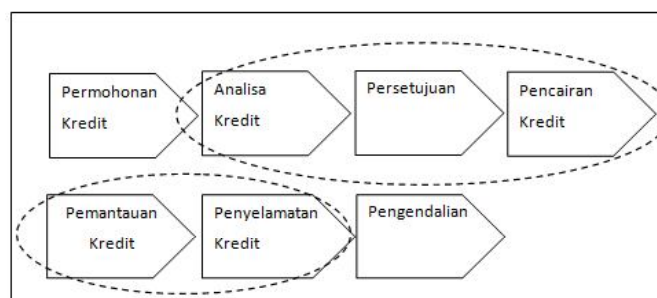 Permohonan
Kredit
Analisa
Kredit
Persetujuan
Pencairan
Kredit
Pemantauan
Kredit
Penyelamatan
Kredit
Pengendalian